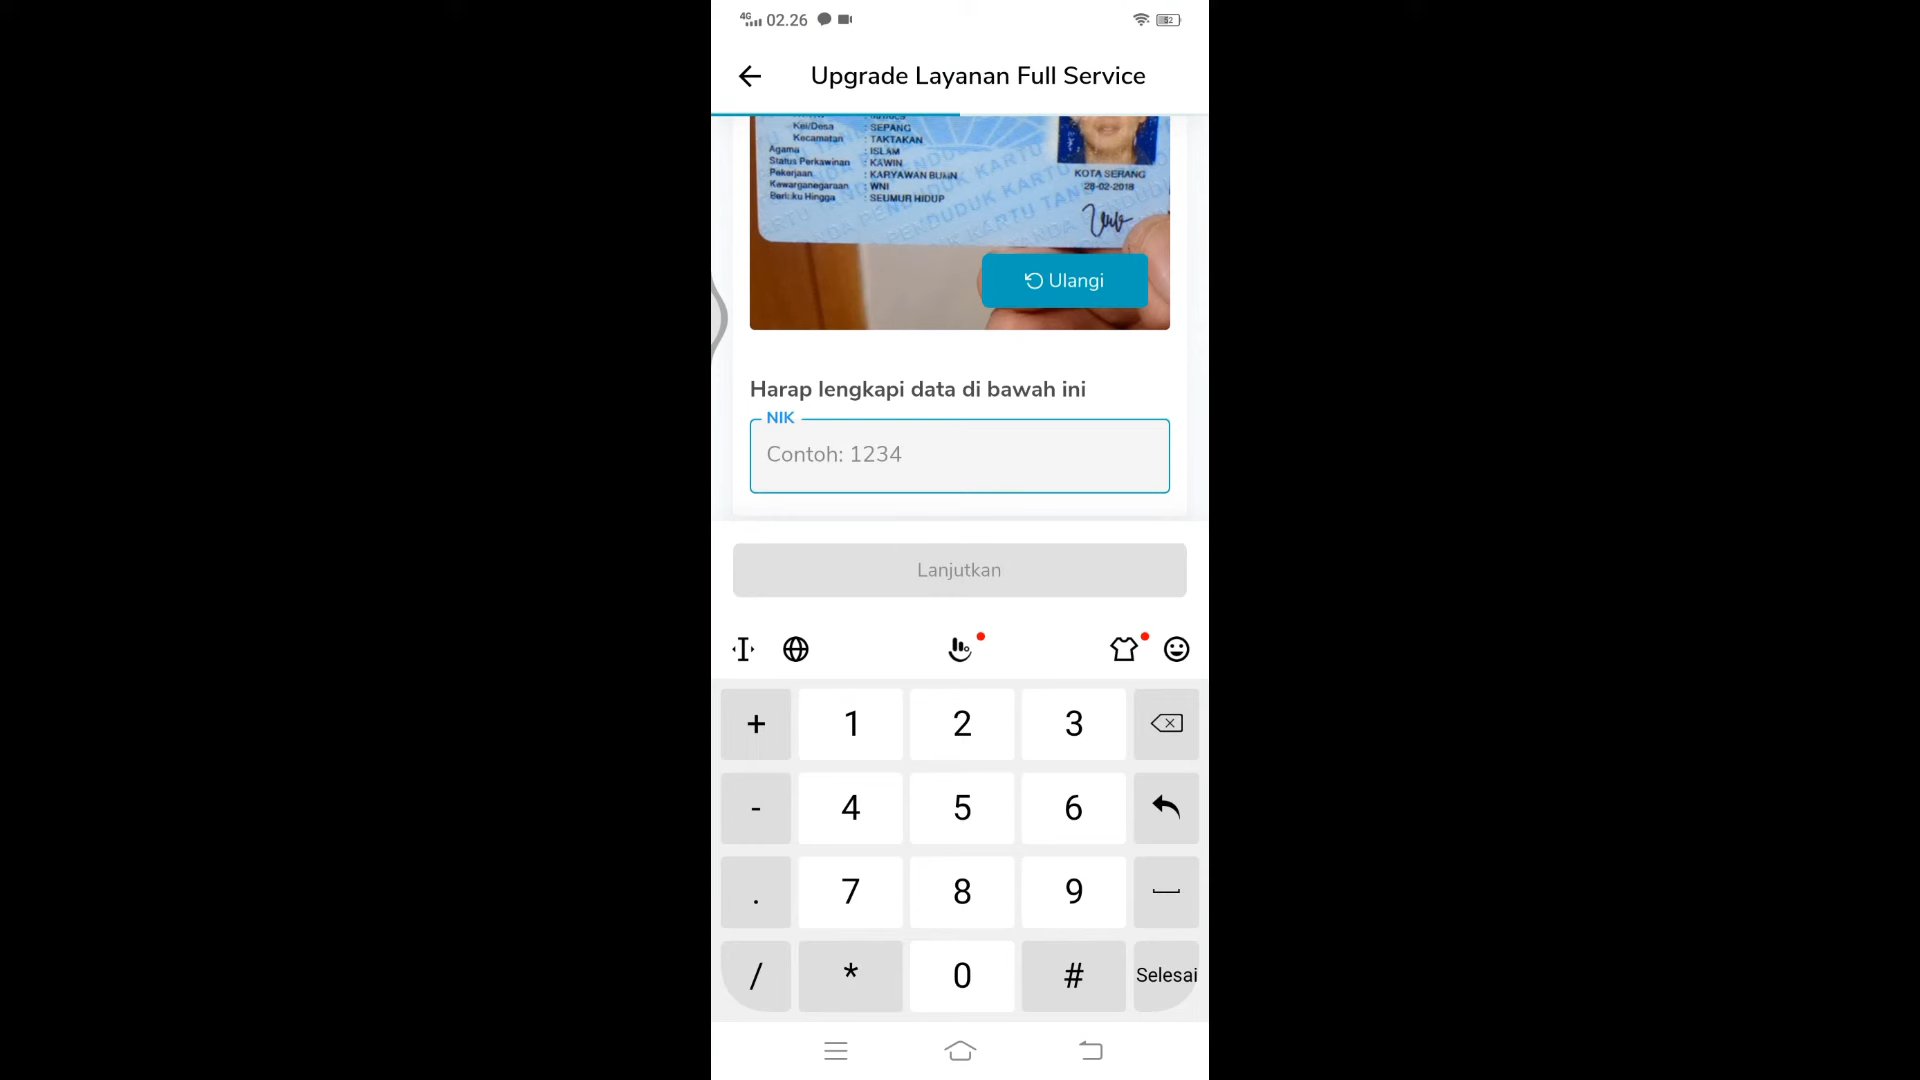 4G 02.26 52
Upgrade Layanan Full Service
Kel/Desa : SEPANG
Kecamatan : TAKTAKAN
Agama : ISLAM
Status Perkawinan : KAWIN
Pekerjaan : KARYAWAN BUMN
Kewarganegaraan : WNI
Berlaku Hingga : SEUMUR HIDUP
KOTA SERANG
28-02-2018
Ulangi
Harap lengkapi data di bawah ini
NIK
Contoh: 1234
Lanjutkan
+ 1 2 3
- 4 5 6
. 7 8 9
/ * 0 # Selesai